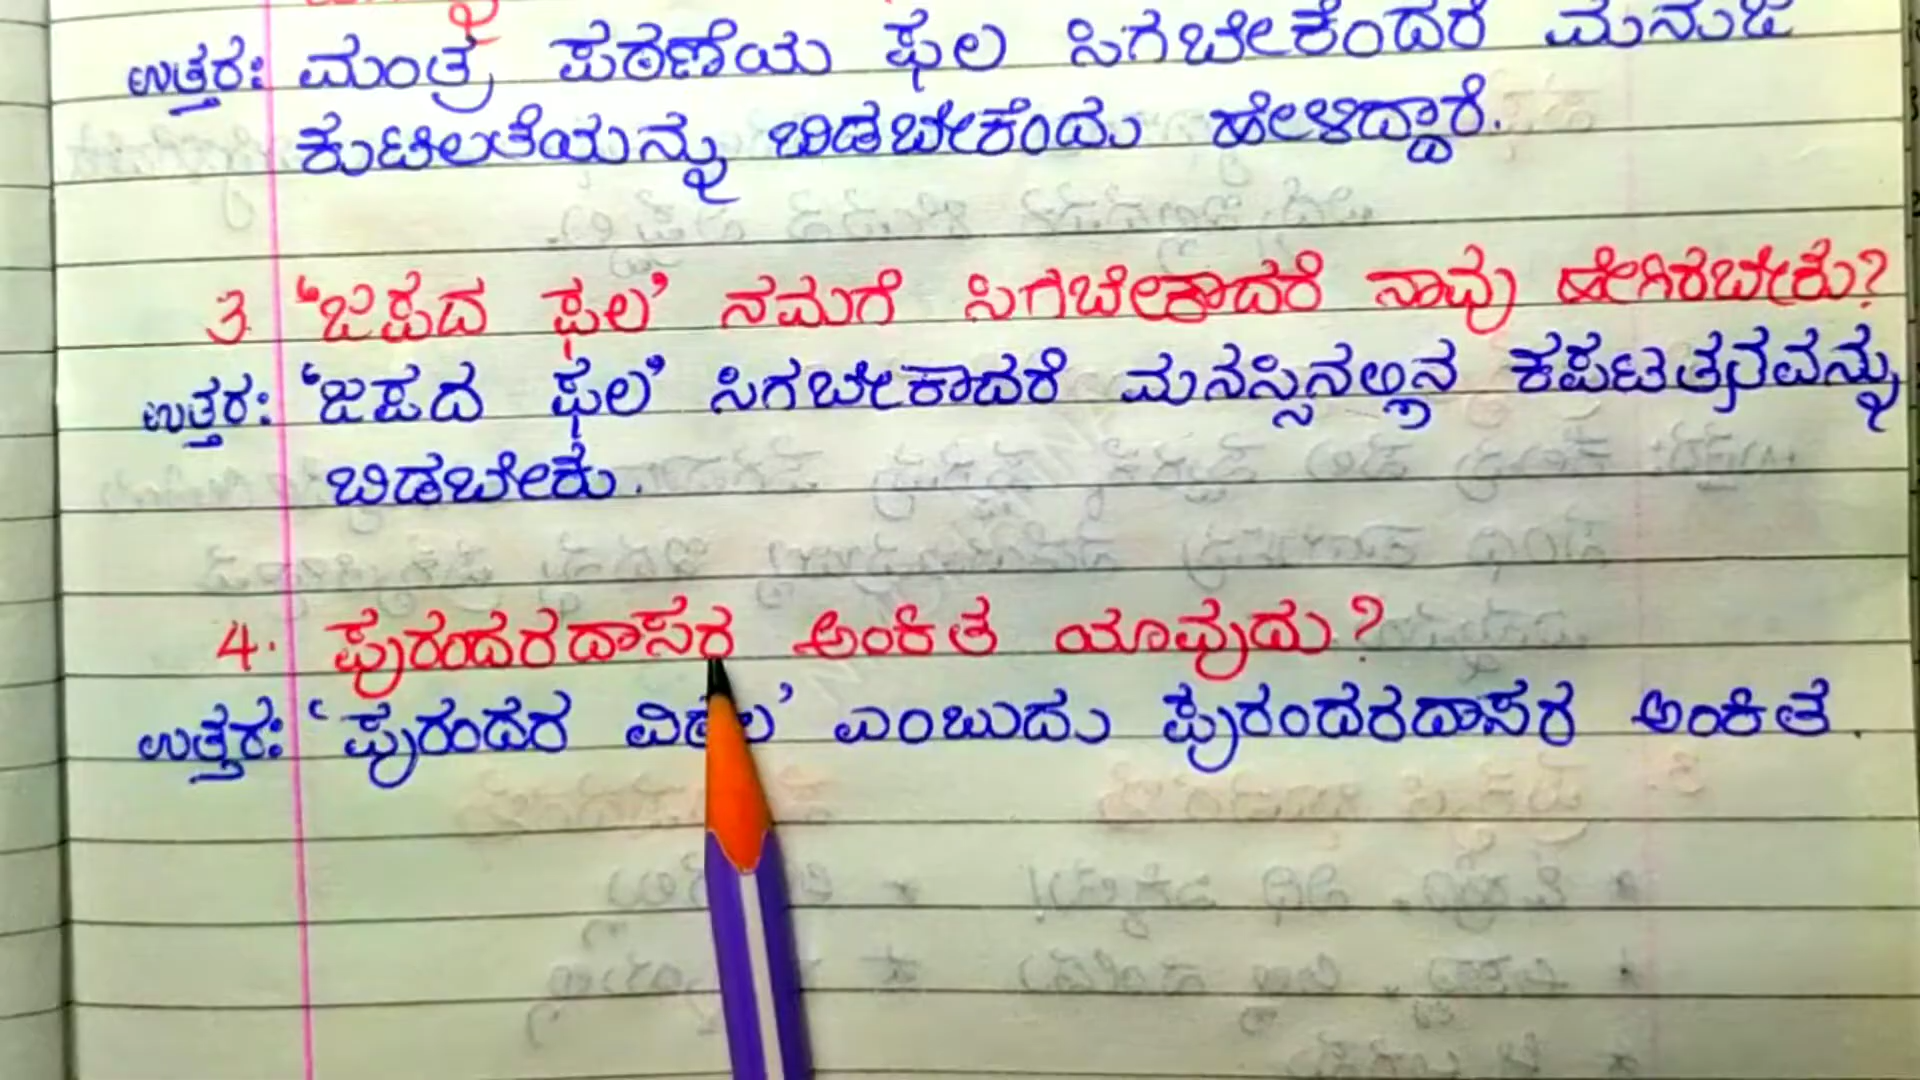 ಉತ್ತರ: ಮಂತ್ರ ಪಠಣೆಯ ಫಲ ಸಿಗಬೇಕೆಂದರೆ ಮನುಜ
ಕುಟಿಲತೆಯನ್ನು ಬಿಡಬೇಕೆಂದು ಹೇಳಿದ್ದಾರೆ.
3. 'ಜಪದ ಫಲ' ನಮಗೆ ಸಿಗಬೇಕಾದರೆ ನಾವು ಹೇಗಿರಬೇಕು?
ಉತ್ತರ: 'ಜಪದ ಫಲ' ಸಿಗಬೇಕಾದರೆ ಮನಸ್ಸಿನಲ್ಲಿನ ಕಪಟತ್ತನವನ್ನು
ಬಿಡಬೇಕು.
4. ಪುರಂದರದಾಸರ ಅಂಕಿತ ಯಾವುದು?
ಉತ್ತರ: 'ಪುರಂದರ ವಿಠಲ' ಎಂಬುದು ಪುರಂದರದಾಸರ ಅಂಕಿತ.